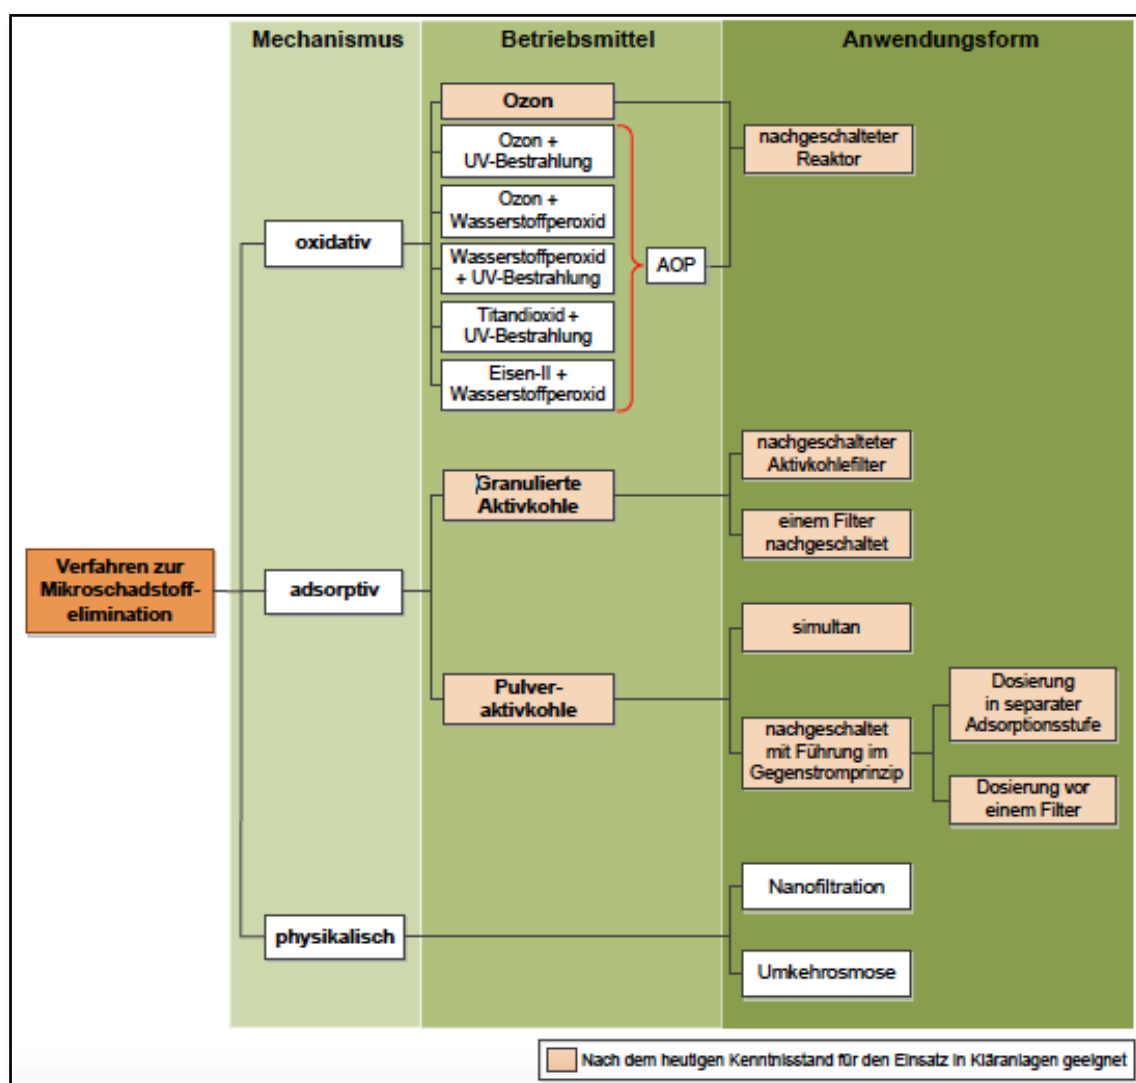 Mechanismus
Betriebsmittel
Anwendungsform
Ozon
Ozon +
UV-Bestrahlung
Ozon +
Wasserstoffperoxid
Wasserstoffperoxid
+ UV-Bestrahlung
Titandioxid +
UV-Bestrahlung
Eisen-II +
Wasserstoffperoxid
AOP
nachgeschalteter
Reaktor
oxidativ
nachgeschalteter
Aktivkohlefilter
Granulierte
Aktivkohle
einem Filter
nachgeschaltet
Verfahren zur
Mikroschadstoff-
elimination
adsorptiv
simultan
Pulver-
aktivkohle
nachgeschaltet
mit Führung im
Gegenstromprinzip
Dosierung
in separater
Adsorptionsstufe
Dosierung vor
einem Filter
physikalisch
Nanofiltration
Umkehrosmose
Nach dem heutigen Kenntnisstand für den Einsatz in Kläranlagen geeignet